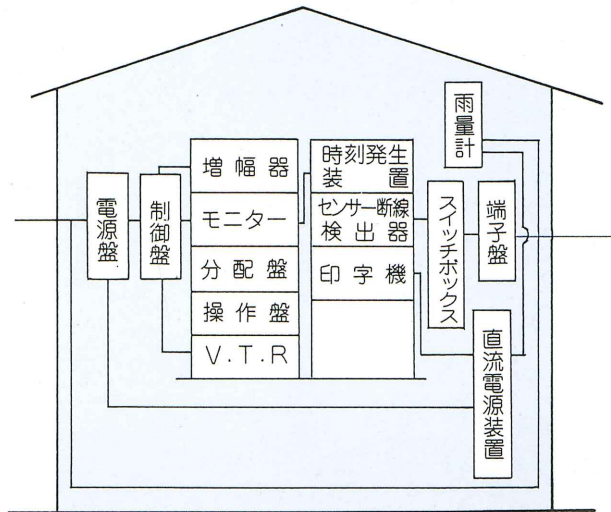 電源盤
制御盤
増幅器
モニター
分配盤
操作盤
V.T.R
時刻発生
装置
センサー断線
検出器
印字機
スイッチボックス
端子盤
雨量計
直流電源装置